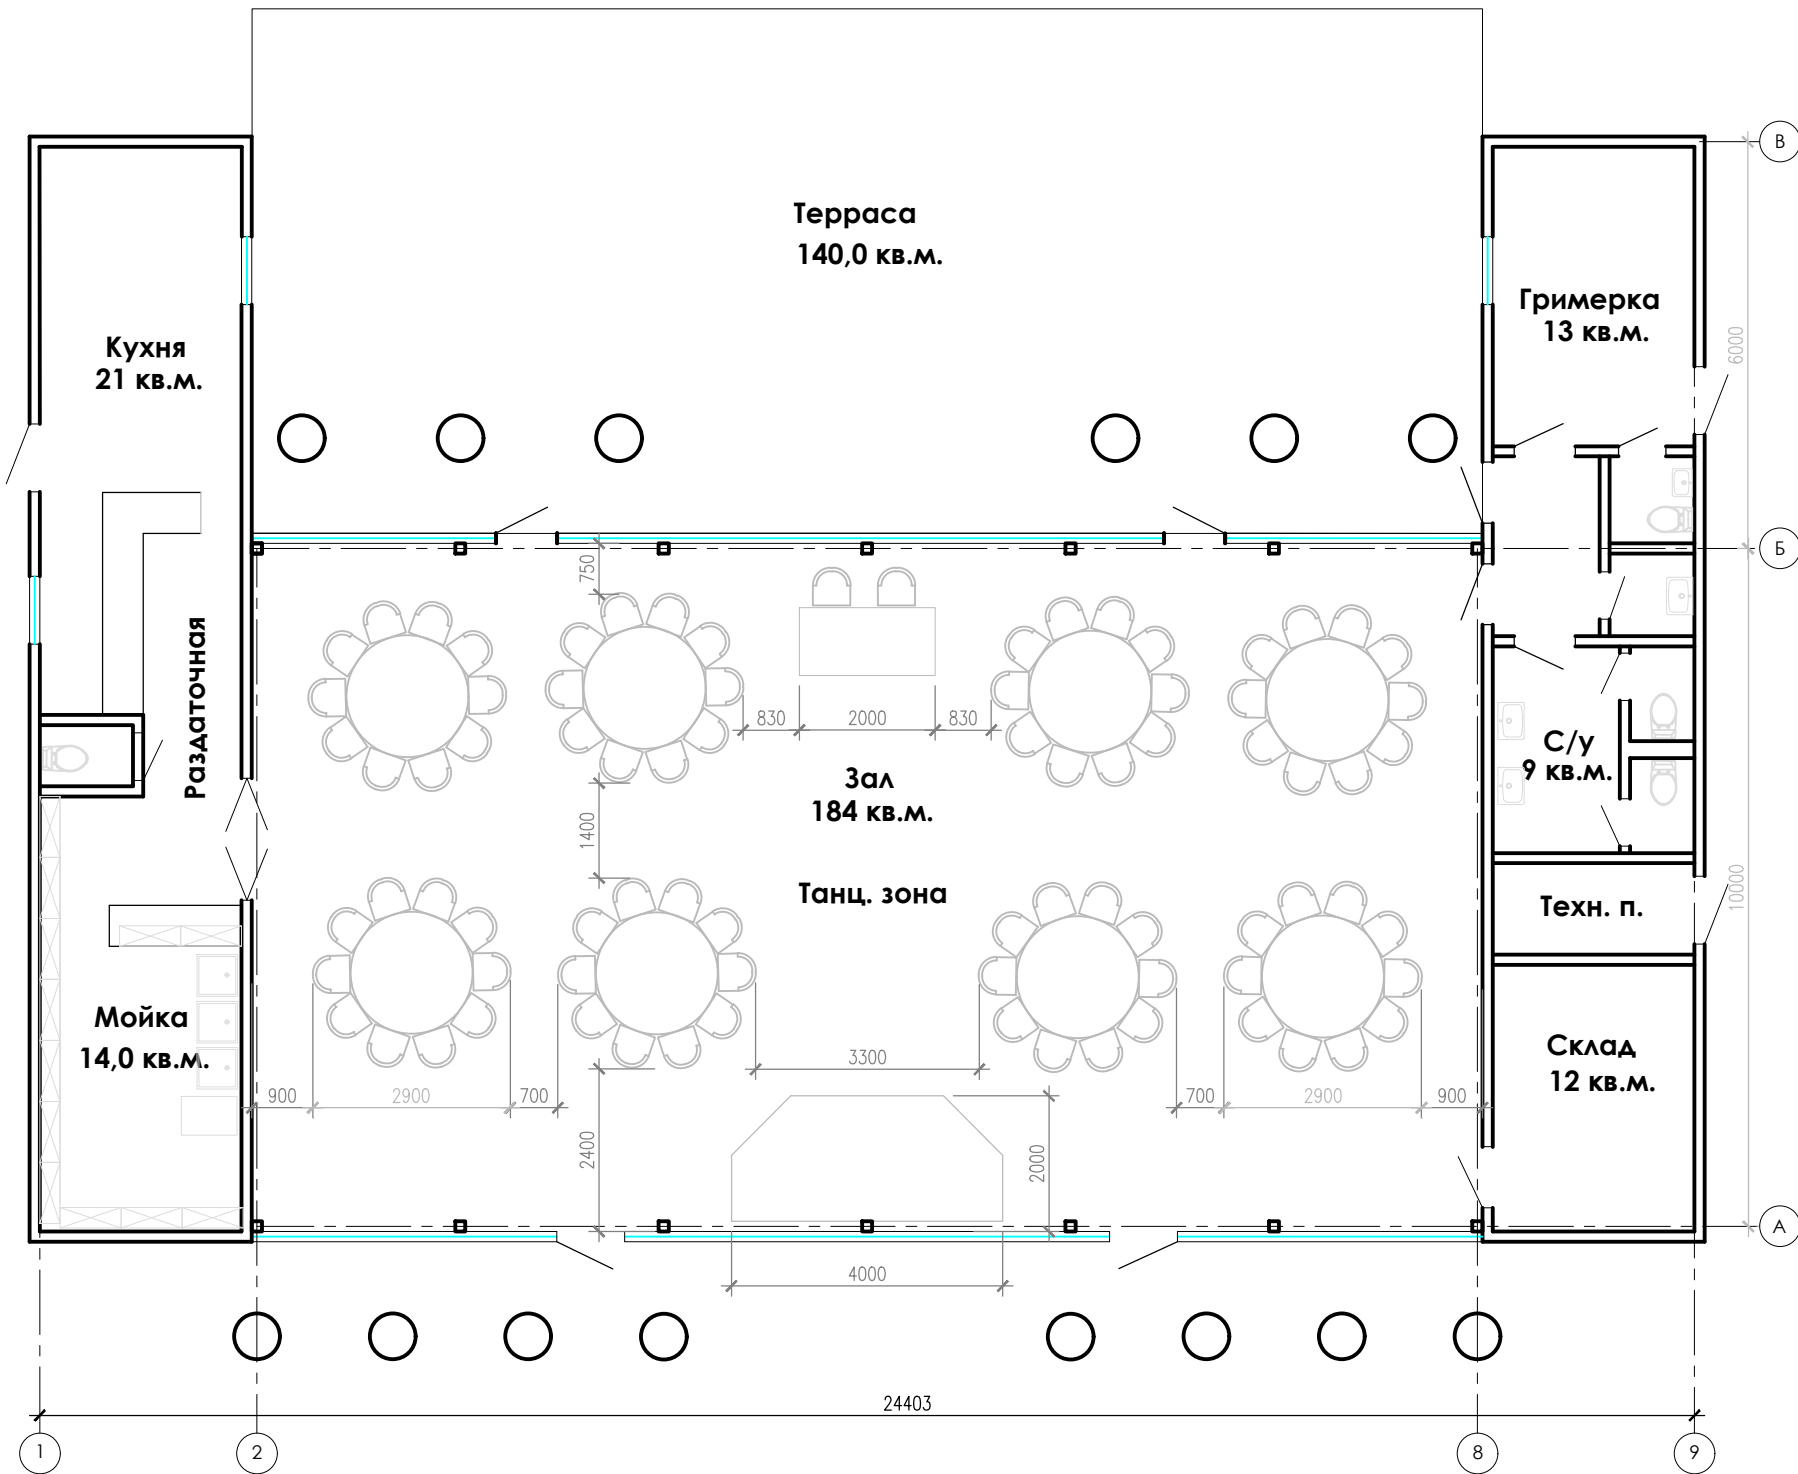 В
Терраса
140,0 кв.м.
Гримерка
13 кв.м.
Кухня
21 кв.м.
6000
Б
750
Раздаточная
830
2000
830
С/у
9 кв.м.
Зал
184 кв.м.
1400
Танц. зона
Техн. п.
10000
Мойка
14,0 кв.м.
Склад
12 кв.м.
3300
900
2900
700
700
2900
900
2400
2000
А
4000
24403
1
2
8
9